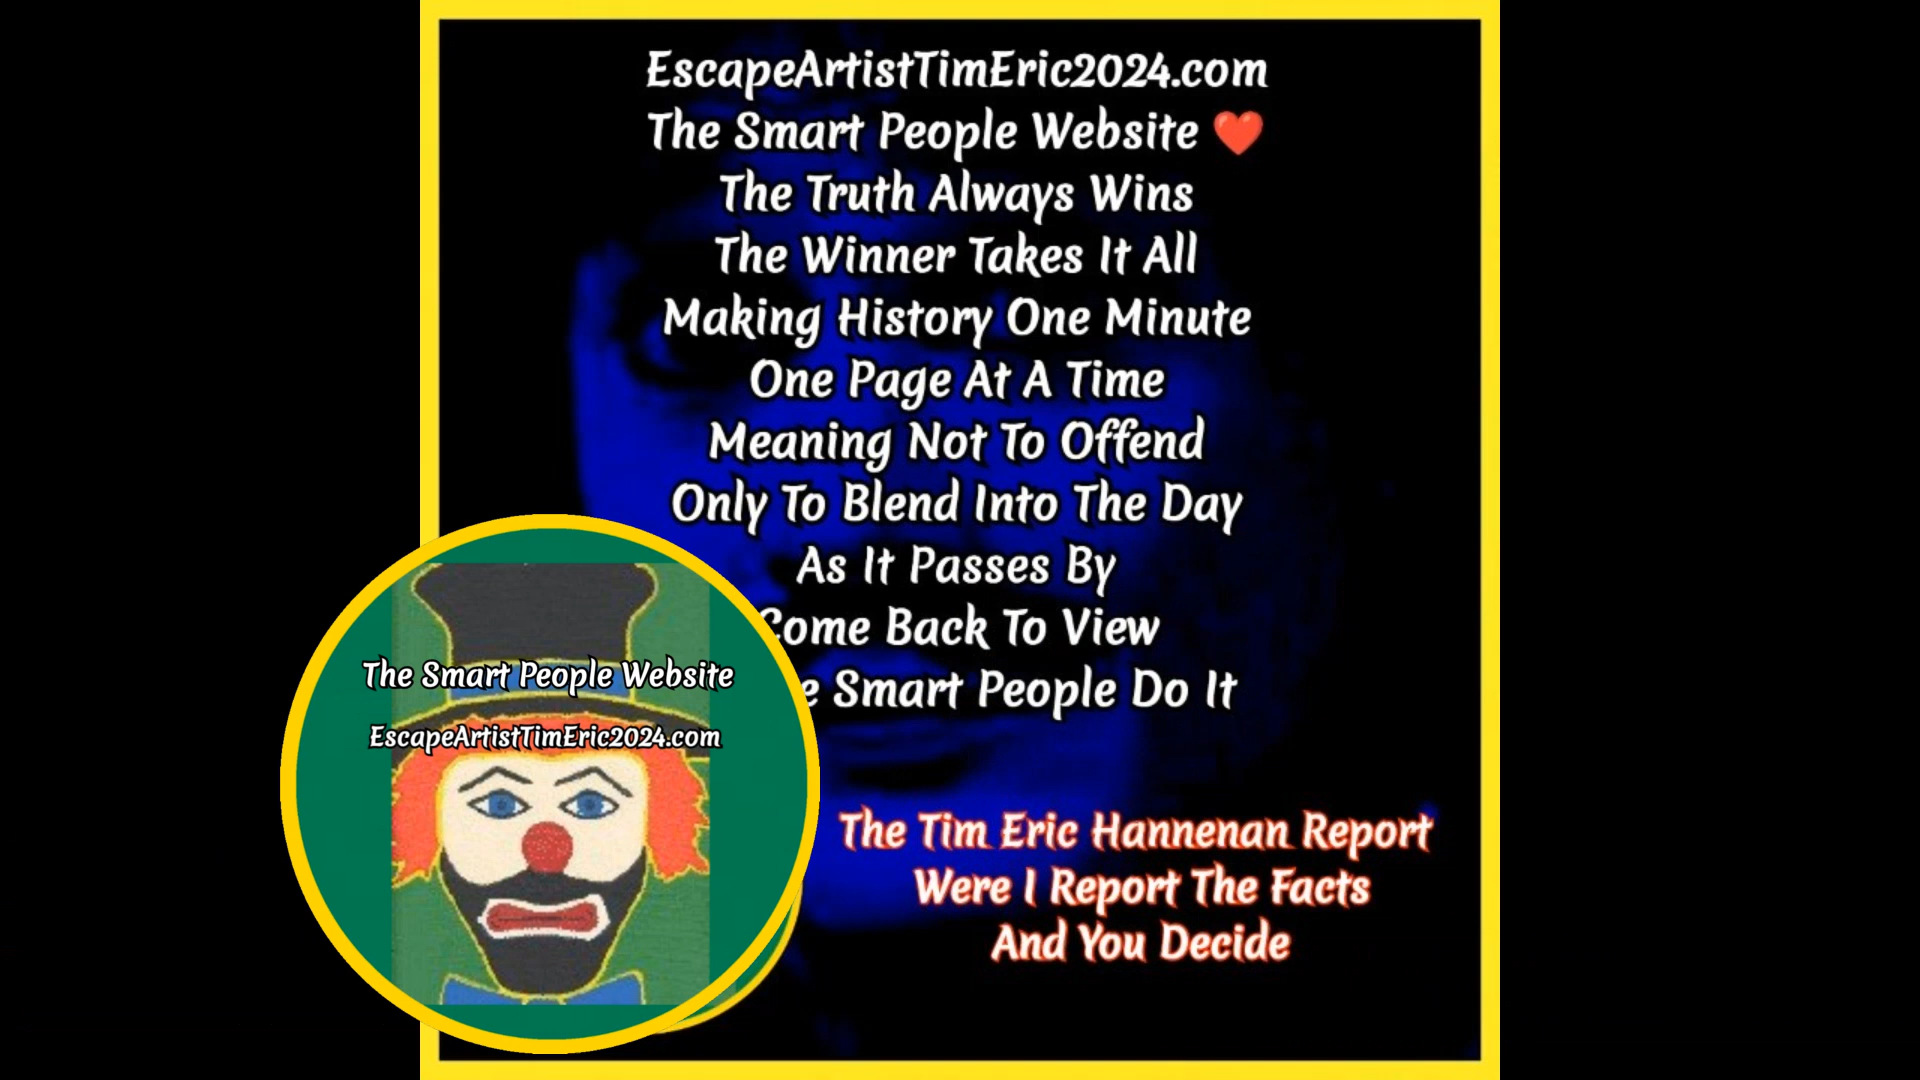 EscapeArtistTimEric2024.com
The Smart People Website ❤️
The Truth Always Wins
The Winner Takes It All
Making History One Minute
One Page At A Time
Meaning Not To Offend
Only To Blend Into The Day
As It Passes By
Come Back To View
Smart People Do It
The Smart People Website
EscapeArtistTimEric2024.com
The Tim Eric Hannenan Report
Were I Report The Facts
And You Decide